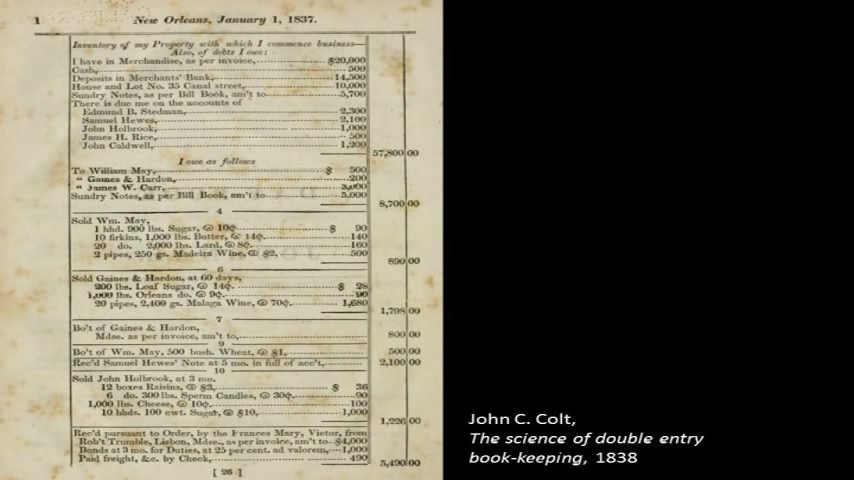 1 New Orleans, January 1, 1837.
Inventory of my Property with which I commence business—
Also, of debts I owe:
I have in Merchandise, as per invoice, $20,000
Cash, 500
Deposits in Merchants' Bank, 14,500
House and Lot No. 35 Canal street, 10,000
Sundry Notes, as per Bill Book, am't to 5,700
There is due me on the accounts of
Edmund B. Stedman, 2,300
Samuel Hewes, 2,100
John Holbrook, 1,000
James H. Rice, 500
John Caldwell, 1,200
57,800 00
I owe as follows
To William May, $ 500
" Gaines & Hardon, 200
" James W. Carr, 3,000
Sundry Notes, as per Bill Book, am't to 5,000
8,700 00
4
Sold Wm. May,
1 hhd. 900 lbs. Sugar, @ 10¢ $ 90
10 firkins, 1,000 lbs. Butter, @ 14¢. 140
20 do. 2,000 lbs. Lard, @ 8¢. 160
2 pipes, 250 gs. Madeira Wine, @ $2, 500
890 00
6
Sold Gaines & Hardon, at 60 days,
200 lbs. Loaf Sugar, @ 14¢. $ 28
1,000 lbs. Orleans do. @ 9¢. 90
20 pipes, 2,400 gs. Malaga Wine, @ 70¢. 1,680
1,798 00
7
Bo't of Gaines & Hardon,
Mdse. as per invoice, am't to, 800 00
9
Bo't of Wm. May, 500 bush. Wheat, @ $1, 500 00
Rec'd Samuel Hewes' Note at 5 mo. in full of acc't, 2,100 00
10
Sold John Holbrook, at 3 mo.
12 boxes Raisins, @ $3, $ 36
6 do. 300 lbs. Sperm Candles, @ 30¢. 90
1,000 lbs. Cheese, @ 10¢. 100
10 hhds. 100 cwt. Sugar, @ $10, 1,000
1,226 00
Rec'd pursuant to Order, by the Frances Mary, Victor, from
Rob't Trumble, Lisbon, Mdse., as per invoice, am't to $4,000
Bonds at 3 mo. for Duties, at 25 per cent. ad valorem, 1,000
Paid freight, &c. by Check, 490
5,490 00
[ 26 ]
John C. Colt,
The science of double entry
book-keeping, 1838